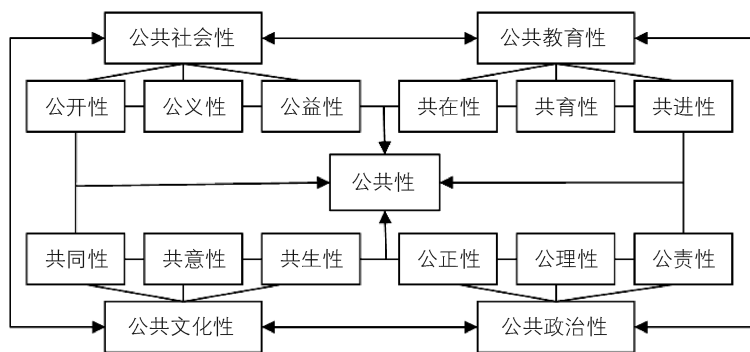 公共社会性 公共教育性
公开性 公义性 公益性 共在性 共育性 共进性
公共性
共同性 共意性 共生性 公正性 公理性 公责性
公共文化性 公共政治性